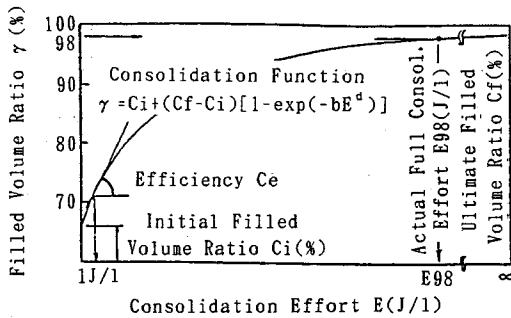 Filled Volume Ratio γ (%)
100
98
90
80
70
60
Consolidation Function
γ =Ci+(Cf-Ci)[1-exp(-bE^d)]
Efficiency Ce
Initial Filled
Volume Ratio Ci(%)
Actual Full Consol.
Effort E98(J/l)
Ultimate Filled
Volume Ratio Cf(%)
1J/l
E98
∞
Consolidation Effort E(J/l)